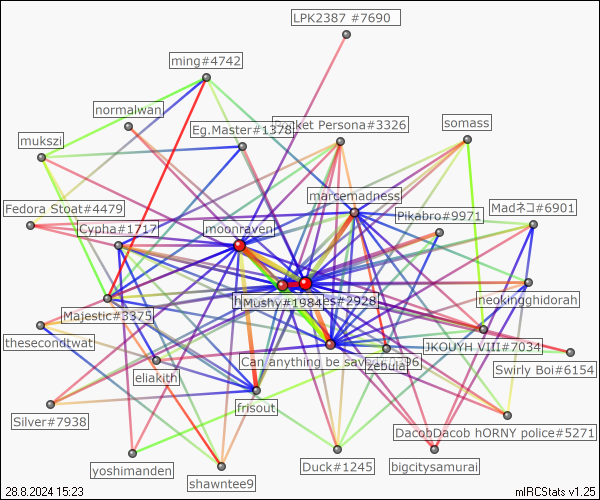 LPK2387 #7690
ming#4742
normalwan
Eg.Master#1378
Pocket Persona#3326
somass
mukszi
marcemadness
Fedora Stoat#4479
Cypha#1717
moonraven
Pikabro#9971
Madネコ#6901
Mushy#1984
es#2928
neokingghidorah
Majestic#3375
thesecondtwat
JKOUYH VIII#7034
Can anything be saved
96
zebula
Swirly Boi#6154
eliakith
frisout
Silver#7938
DacobDacob hORNY police#5271
yoshimanden
shawntee9
Duck#1245
bigcitysamurai
28.8.2024 15:23
mIRCStats v1.25